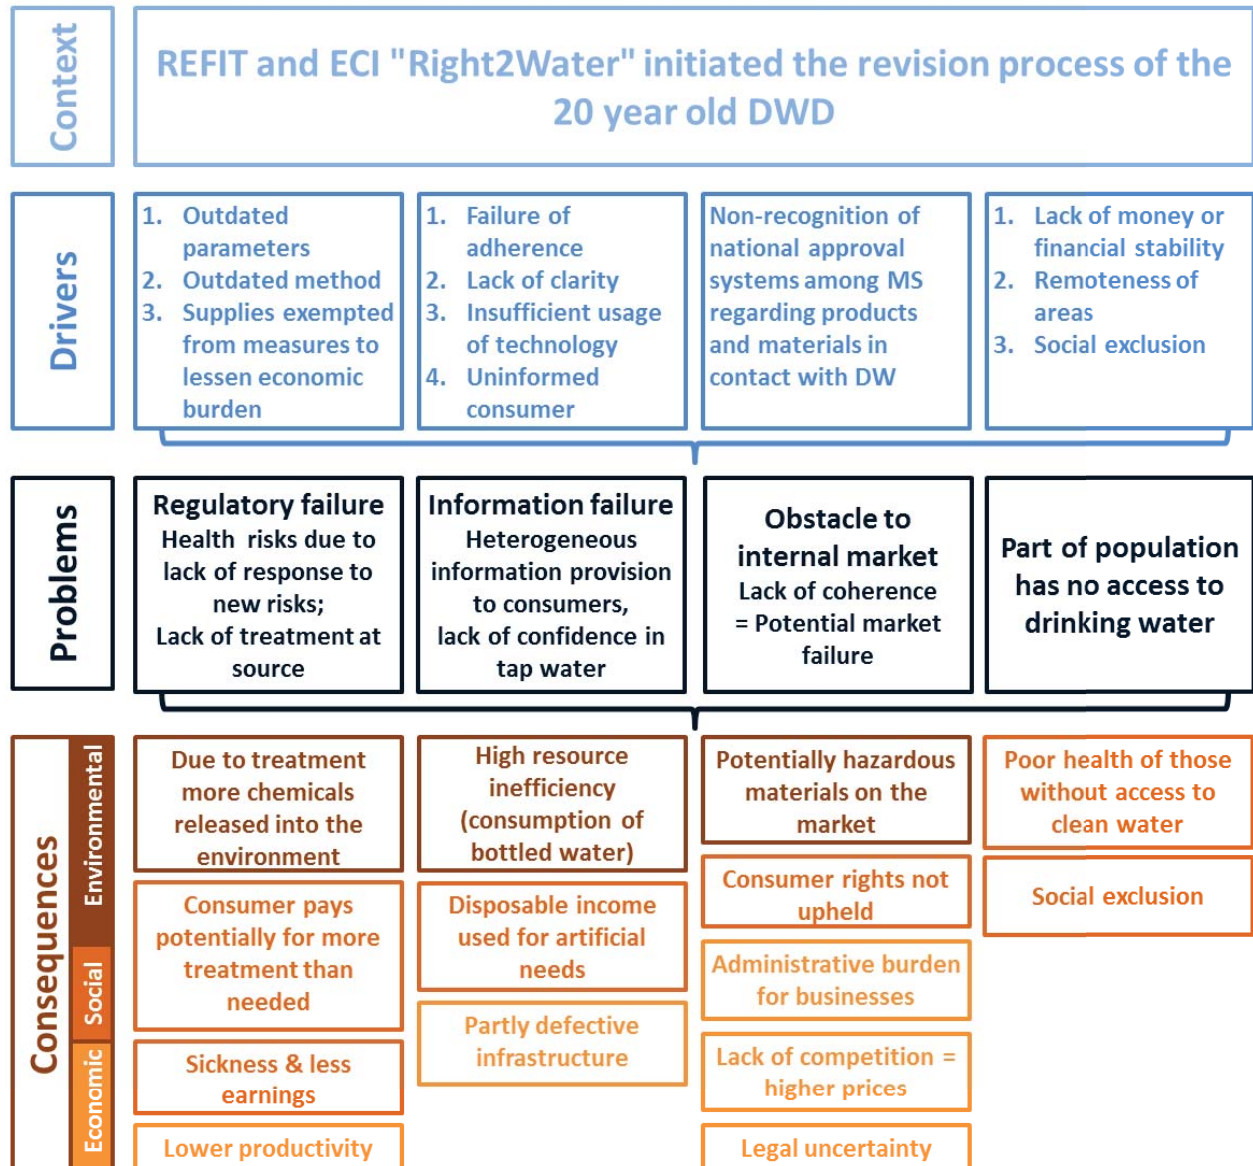 Context
REFIT and ECI "Right2Water" initiated the revision process of the
20 year old DWD
Drivers
1. Outdated
parameters
2. Outdated method
3. Supplies exempted
from measures to
lessen economic
burden
1. Failure of
adherence
2. Lack of clarity
3. Insufficient usage
of technology
4. Uninformed
consumer
Non-recognition of
national approval
systems among MS
regarding products
and materials in
contact with DW
1. Lack of money or
financial stability
2. Remoteness of
areas
3. Social exclusion
Problems
Regulatory failure
Health risks due to
lack of response to
new risks;
Lack of treatment at
source
Information failure
Heterogeneous
information provision
to consumers,
lack of confidence in
tap water
Obstacle to
internal market
Lack of coherence
= Potential market
failure
Part of population
has no access to
drinking water
Consequences
Environmental
Social
Economic
Due to treatment
more chemicals
released into the
environment
Consumer pays
potentially for more
treatment than
needed
Sickness & less
earnings
Lower productivity
High resource
inefficiency
(consumption of
bottled water)
Disposable income
used for artificial
needs
Partly defective
infrastructure
Potentially hazardous
materials on the
market
Consumer rights not
upheld
Administrative burden
for businesses
Lack of competition =
higher prices
Legal uncertainty
Poor health of those
without access to
clean water
Social exclusion